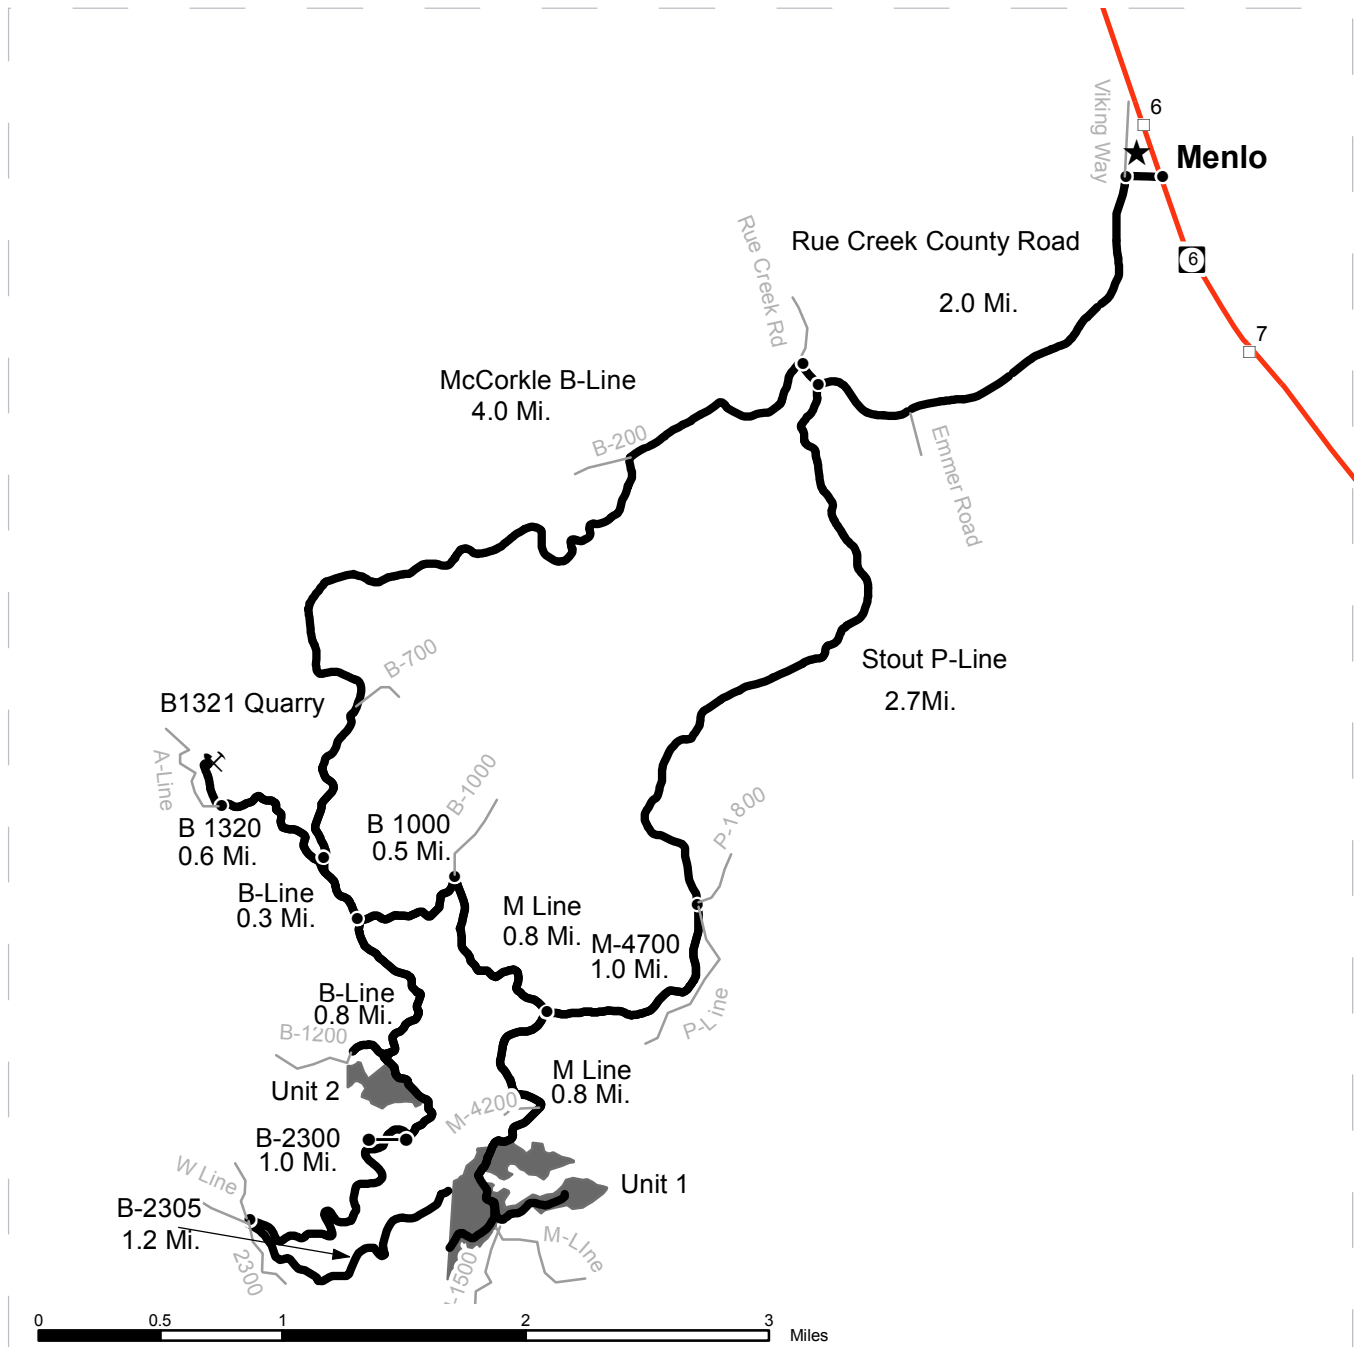 6
Viking Way
Menlo
Rue Creek County Road
2.0 Mi.
6
7
Rue Creek Rd
McCorkle B-Line
4.0 Mi.
B-200
Emmer Road
B-700
Stout P-Line
2.7Mi.
B1321 Quarry
A-Line
B-1000
P-1800
B 1320
0.6 Mi.
B 1000
0.5 Mi.
B-Line
0.3 Mi.
M Line
0.8 Mi.
M-4700
1.0 Mi.
B-Line
0.8 Mi.
P-Line
B-1200
Unit 2
M Line
0.8 Mi.
M-4200
B-2300
1.0 Mi.
W Line
Unit 1
B-2305
1.2 Mi.
2300
M-LIne
-1500
0 0.5 1 2 3
Miles